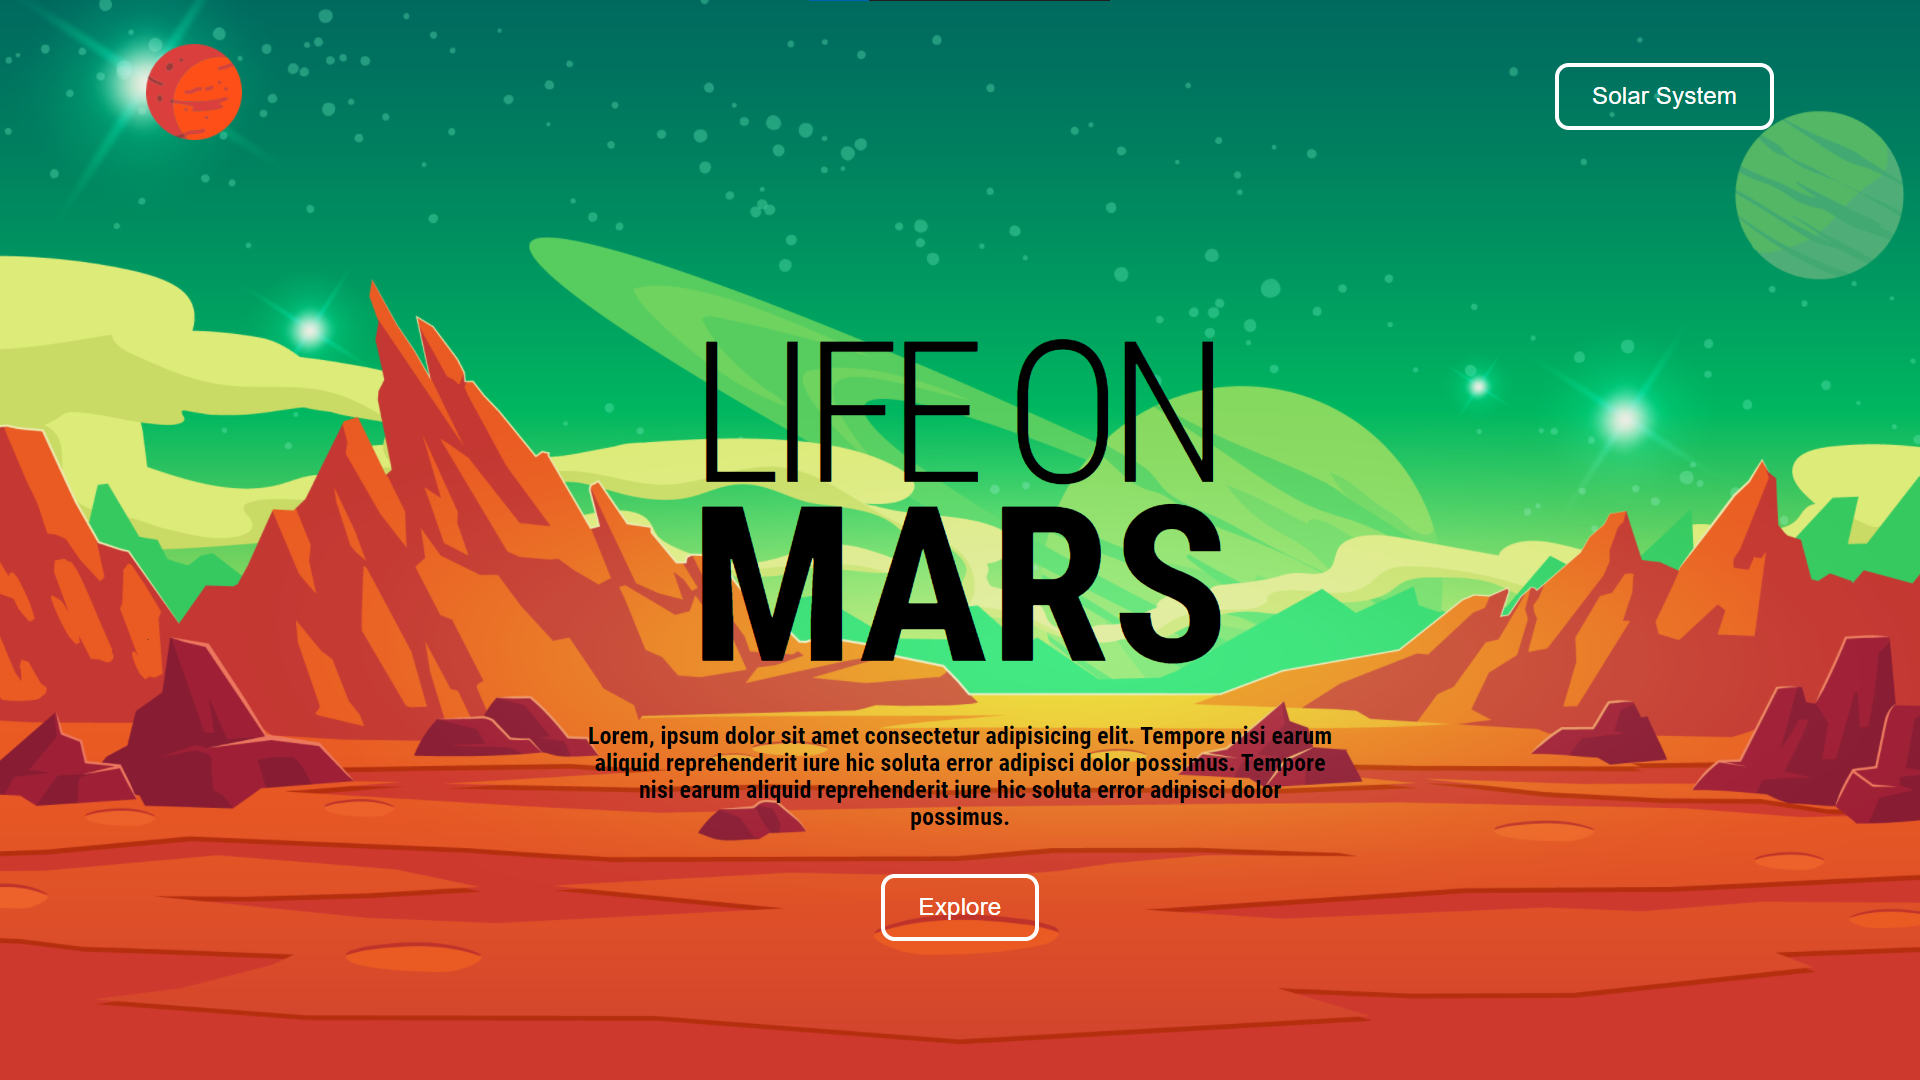 Solar System
LIFE ON
MARS
Lorem, ipsum dolor sit amet consectetur adipisicing elit. Tempore nisi earum
aliquid reprehenderit iure hic soluta error adipisci dolor possimus. Tempore
nisi earum aliquid reprehenderit iure hic soluta error adipisci dolor
possimus.
Explore